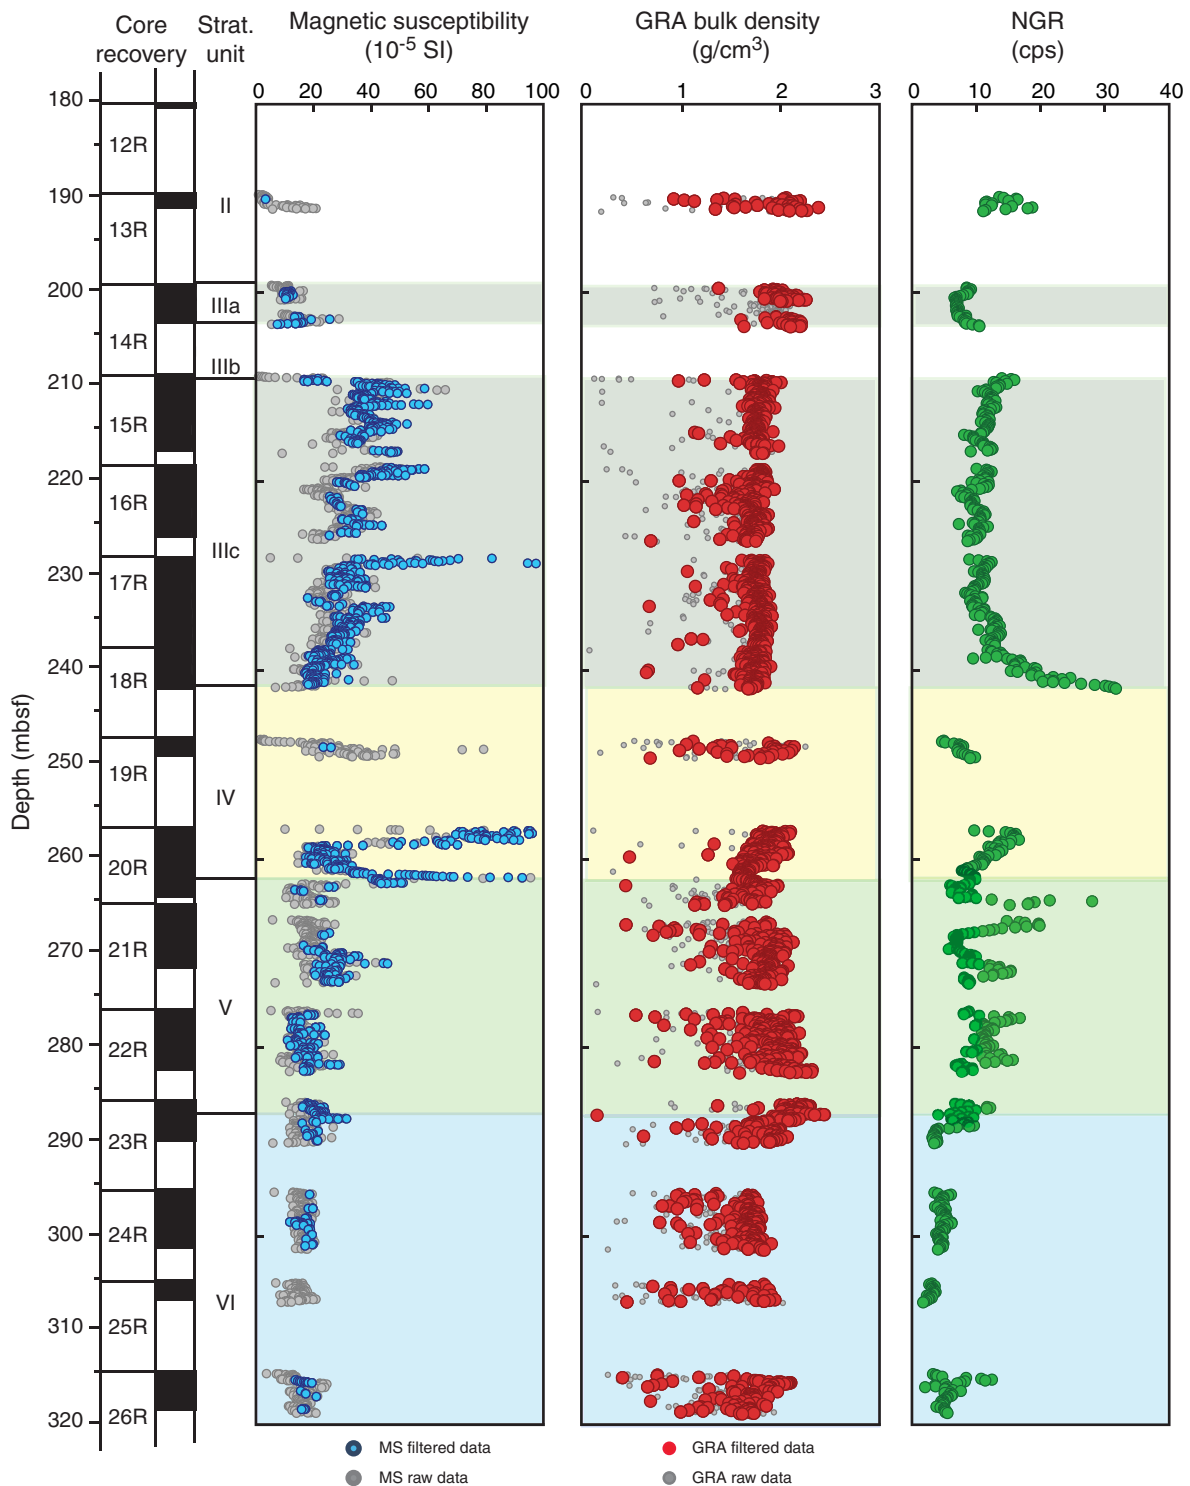 Core recovery
Strat. unit
Magnetic susceptibility
(10-5 SI)
GRA bulk density
(g/cm3)
NGR
(cps)
0 20 40 60 80 100
0 1 2 3
0 10 20 30 40
Depth (mbsf)
180
190
200
210
220
230
240
250
260
270
280
290
300
310
320
12R
13R
14R
15R
16R
17R
18R
19R
20R
21R
22R
23R
24R
25R
26R
II
IIIa
IIIb
IIIc
IV
V
VI
MS filtered data
MS raw data
GRA filtered data
GRA raw data